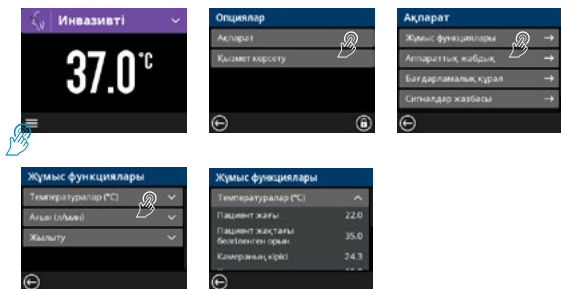 Инвазивті
37.0°C
Опциялар
Ақпарат
Қызмет көрсету
Ақпарат
Жұмыс функциялары
Аппараттық жабдық
Бағдарламалық құрал
Сигналдар жазбасы
Жұмыс функциялары
Температуралар (°C)
Ағын (л/мин)
Жылыту
Жұмыс функциялары
Температуралар (°C)
Пациент жағы 22.0
Пациент жақтағы
белгіленген орын 35.0
Камераның кірісі 24.3